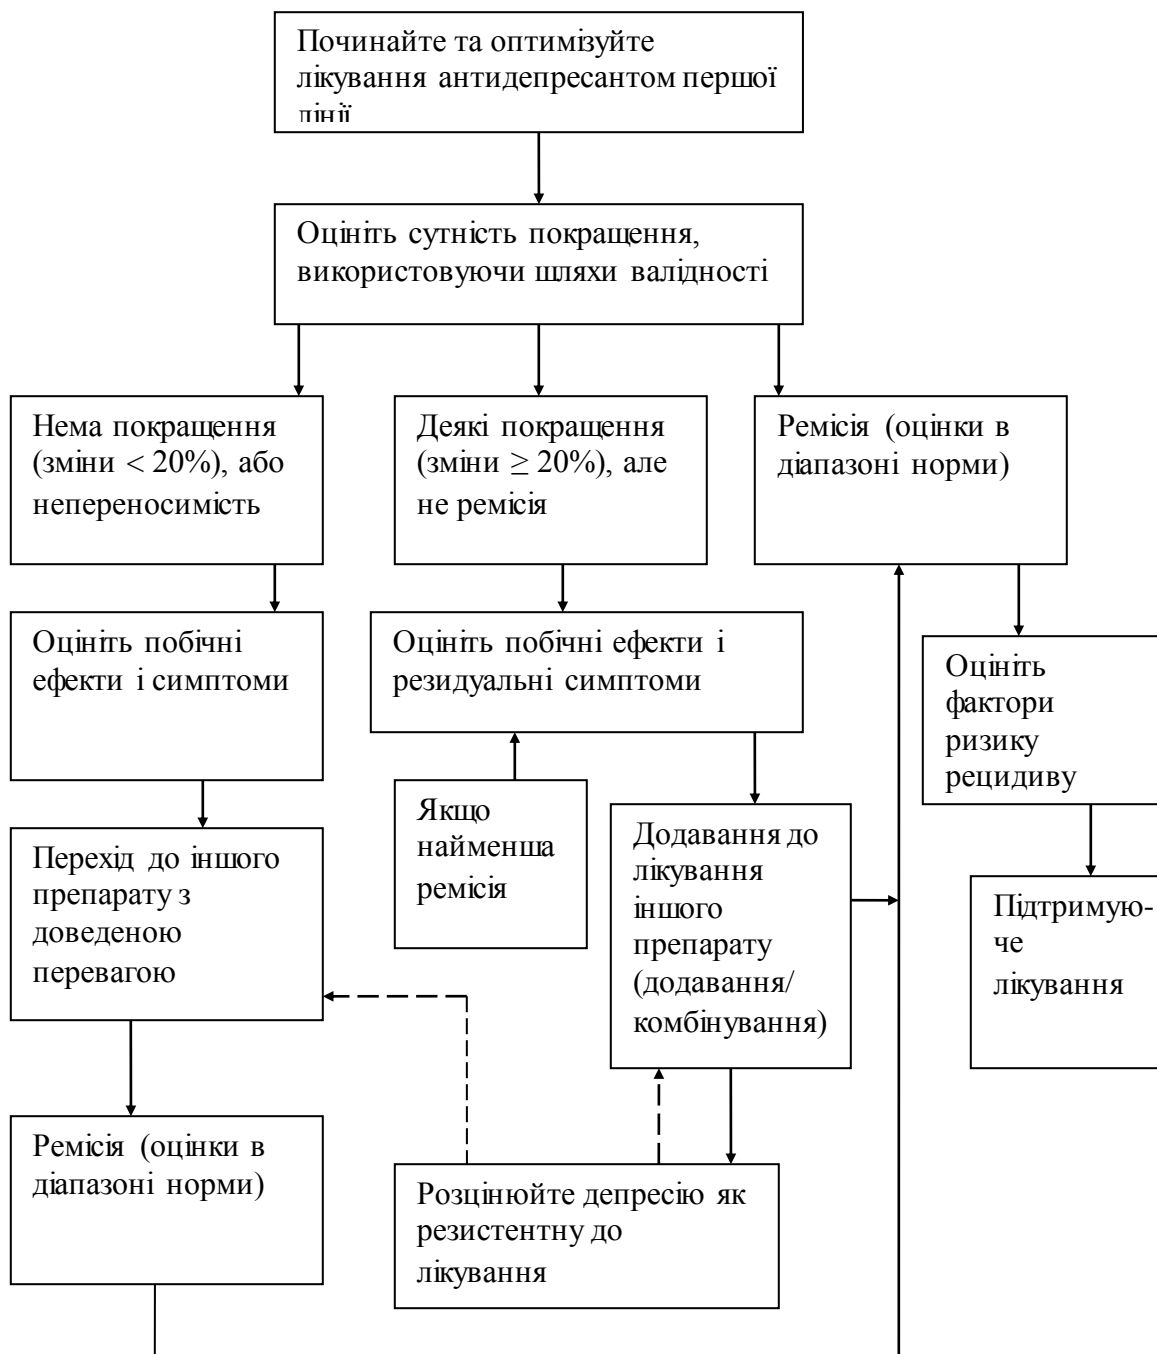 Починайте та оптимізуйте
лікування антидепресантом першої
лінії
Оцініть сутність покращення,
використовуючи шляхи валідності
Нема покращення
(зміни < 20%), або
непереносимість
Деякі покращення
(зміни ≥ 20%), але
не ремісія
Ремісія (оцінки в
діапазоні норми)
Оцініть побічні
ефекти і симптоми
Оцініть побічні ефекти і
резидуальні симптоми
Оцініть
фактори
ризику
рецидиву
Якщо
найменша
ремісія
Додавання до
лікування
іншого
препарату
(додавання/
комбінування)
Перехід до іншого
препарату з
доведеною
перевагою
Підтримую-
че
лікування
Ремісія (оцінки в
діапазоні норми)
Розцінюйте депресію як
резистентну до
лікування